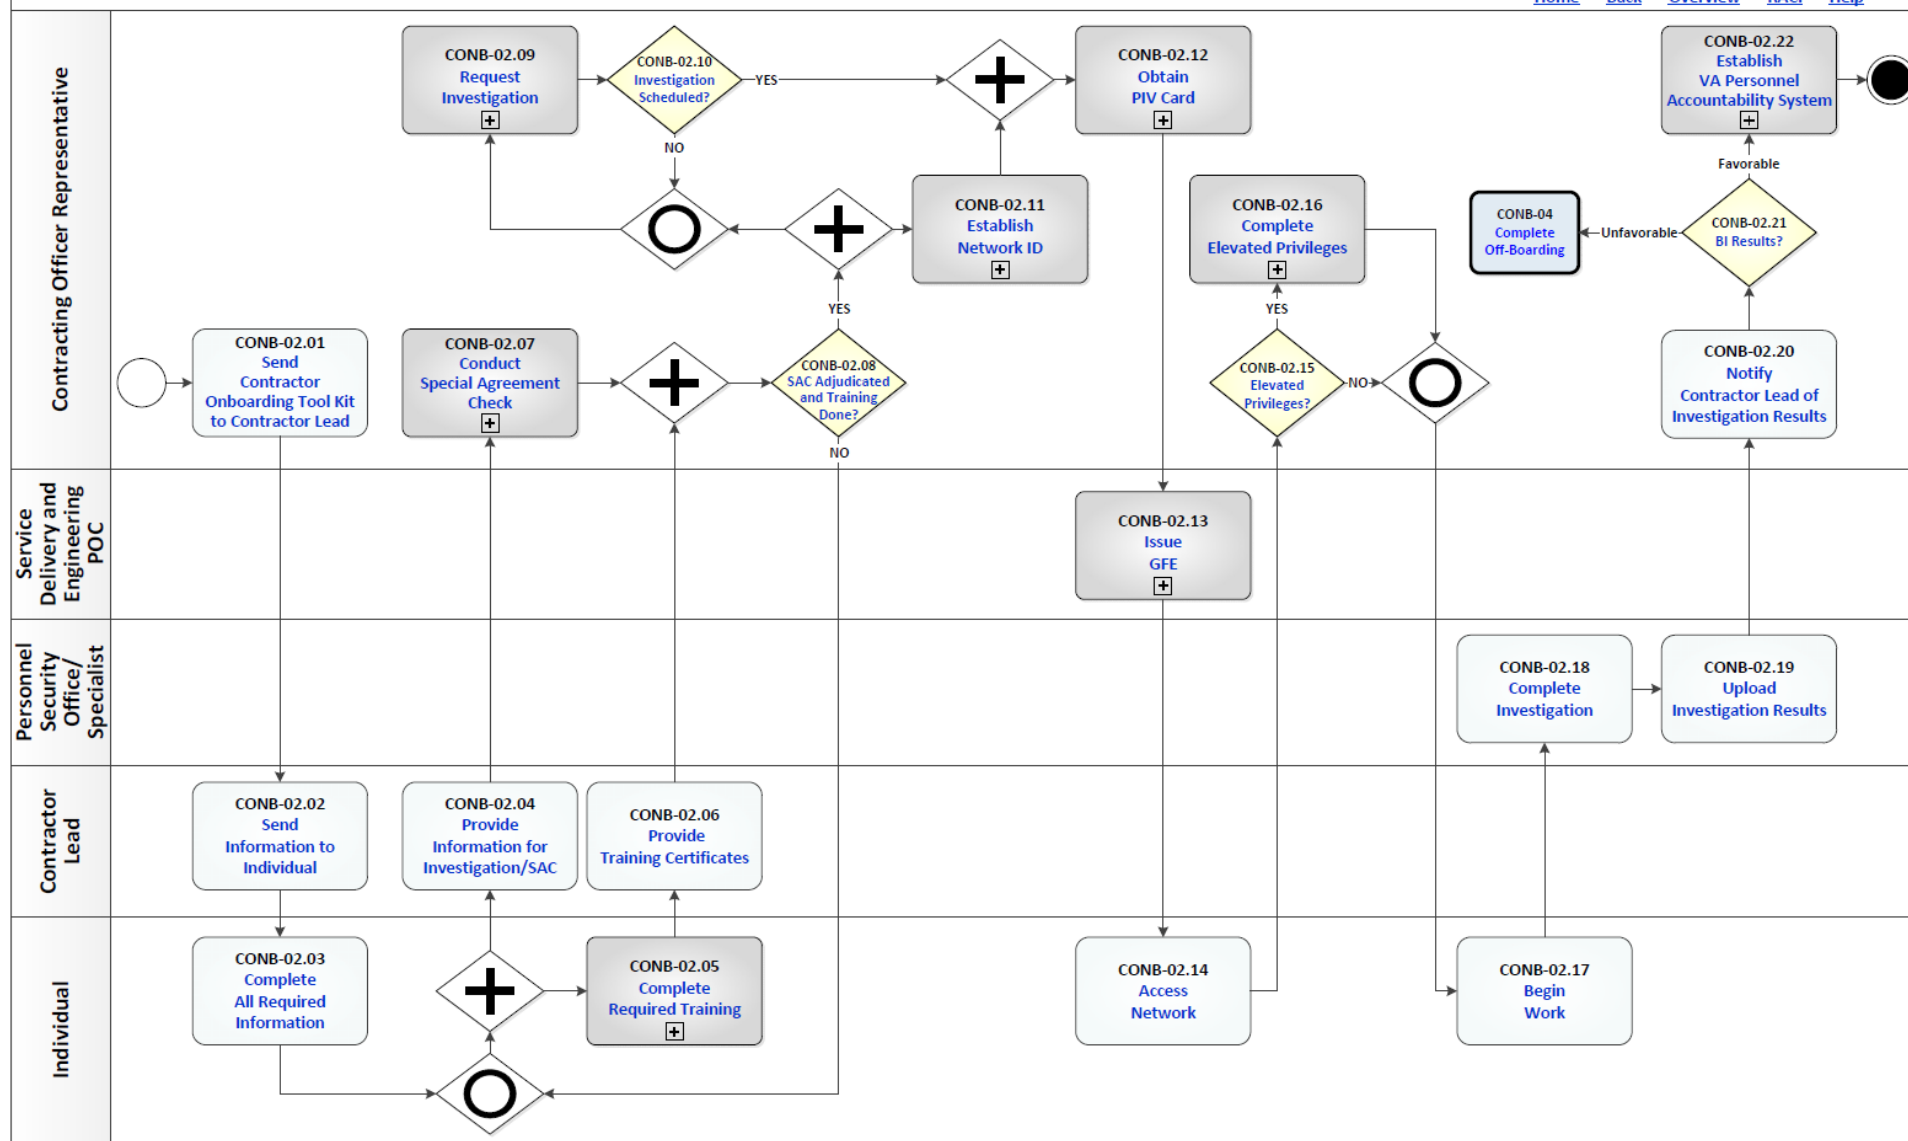 Home Back Overview RACI Help
Contracting Officer Representative
CONB-02.09
Request
Investigation
CONB-02.10
Investigation
Scheduled?
YES
NO
CONB-02.12
Obtain
PIV Card
CONB-02.22
Establish
VA Personnel
Accountability System
Favorable
CONB-02.11
Establish
Network ID
CONB-02.16
Complete
Elevated Privileges
CONB-04
Complete
Off-Boarding
Unfavorable
CONB-02.21
BI Results?
YES
YES
CONB-02.01
Send
Contractor
Onboarding Tool Kit
to Contractor Lead
CONB-02.07
Conduct
Special Agreement
Check
CONB-02.08
SAC Adjudicated
and Training
Done?
NO
CONB-02.15
Elevated
Privileges?
NO
CONB-02.20
Notify
Contractor Lead of
Investigation Results
Service
Delivery and
Engineering
POC
CONB-02.13
Issue
GFE
Personnel
Security
Office/
Specialist
CONB-02.18
Complete
Investigation
CONB-02.19
Upload
Investigation Results
Contractor
Lead
CONB-02.02
Send
Information to
Individual
CONB-02.04
Provide
Information for
Investigation/SAC
CONB-02.06
Provide
Training Certificates
Individual
CONB-02.03
Complete
All Required
Information
CONB-02.05
Complete
Required Training
CONB-02.14
Access
Network
CONB-02.17
Begin
Work